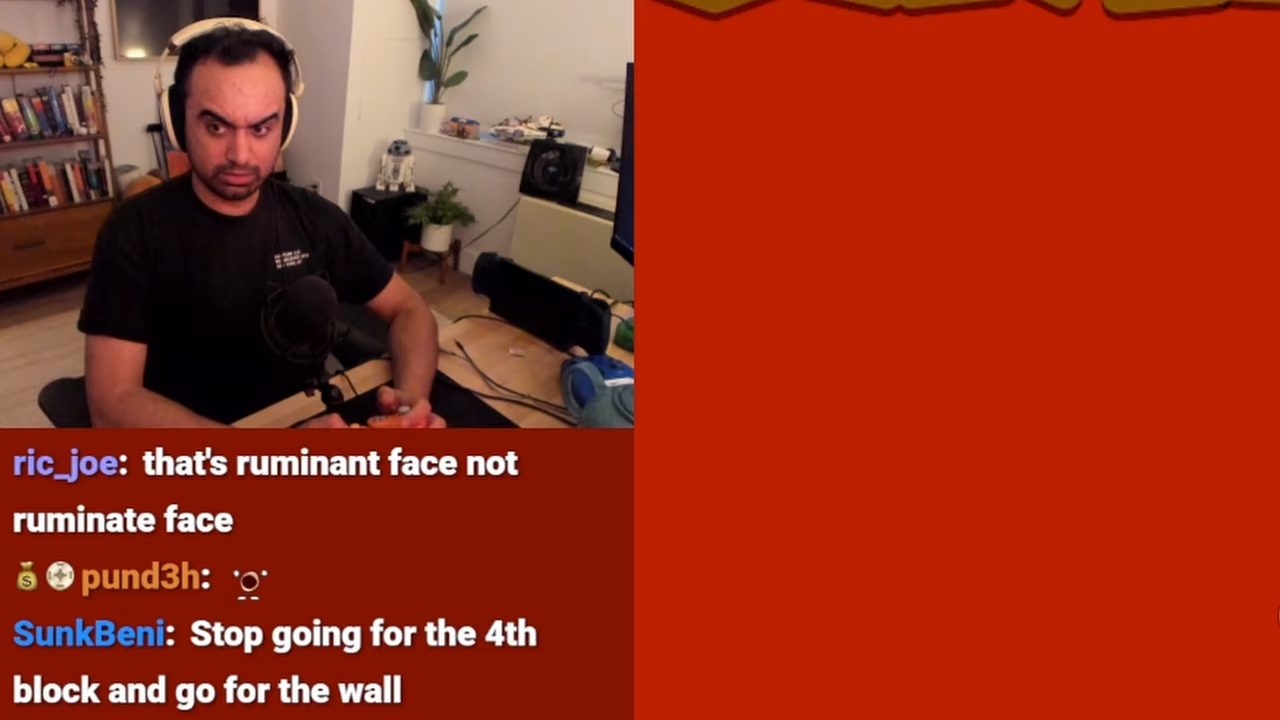 ric_joe: that's ruminant face not
ruminate face
pund3h:
SunkBeni: Stop going for the 4th
block and go for the wall